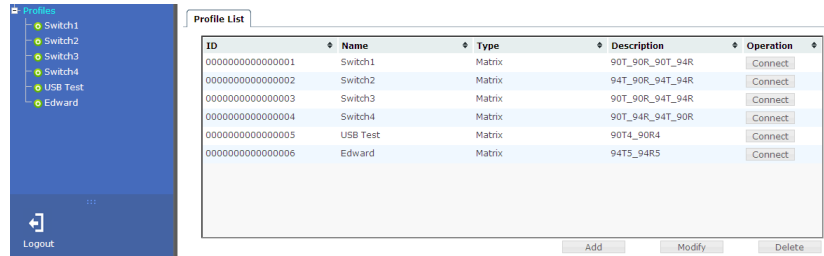 Profiles
Switch1
Switch2
Switch3
Switch4
USB Test
Edward
Logout
Profile List
ID Name Type Description Operation
0000000000000001 Switch1 Matrix 90T_90R_90T_94R Connect
0000000000000002 Switch2 Matrix 94T_90R_94T_94R Connect
0000000000000003 Switch3 Matrix 90T_90R_94T_94R Connect
0000000000000004 Switch4 Matrix 90T_94R_94T_90R Connect
0000000000000005 USB Test Matrix 90T4_90R4 Connect
0000000000000006 Edward Matrix 94T5_94R5 Connect
Add Modify Delete